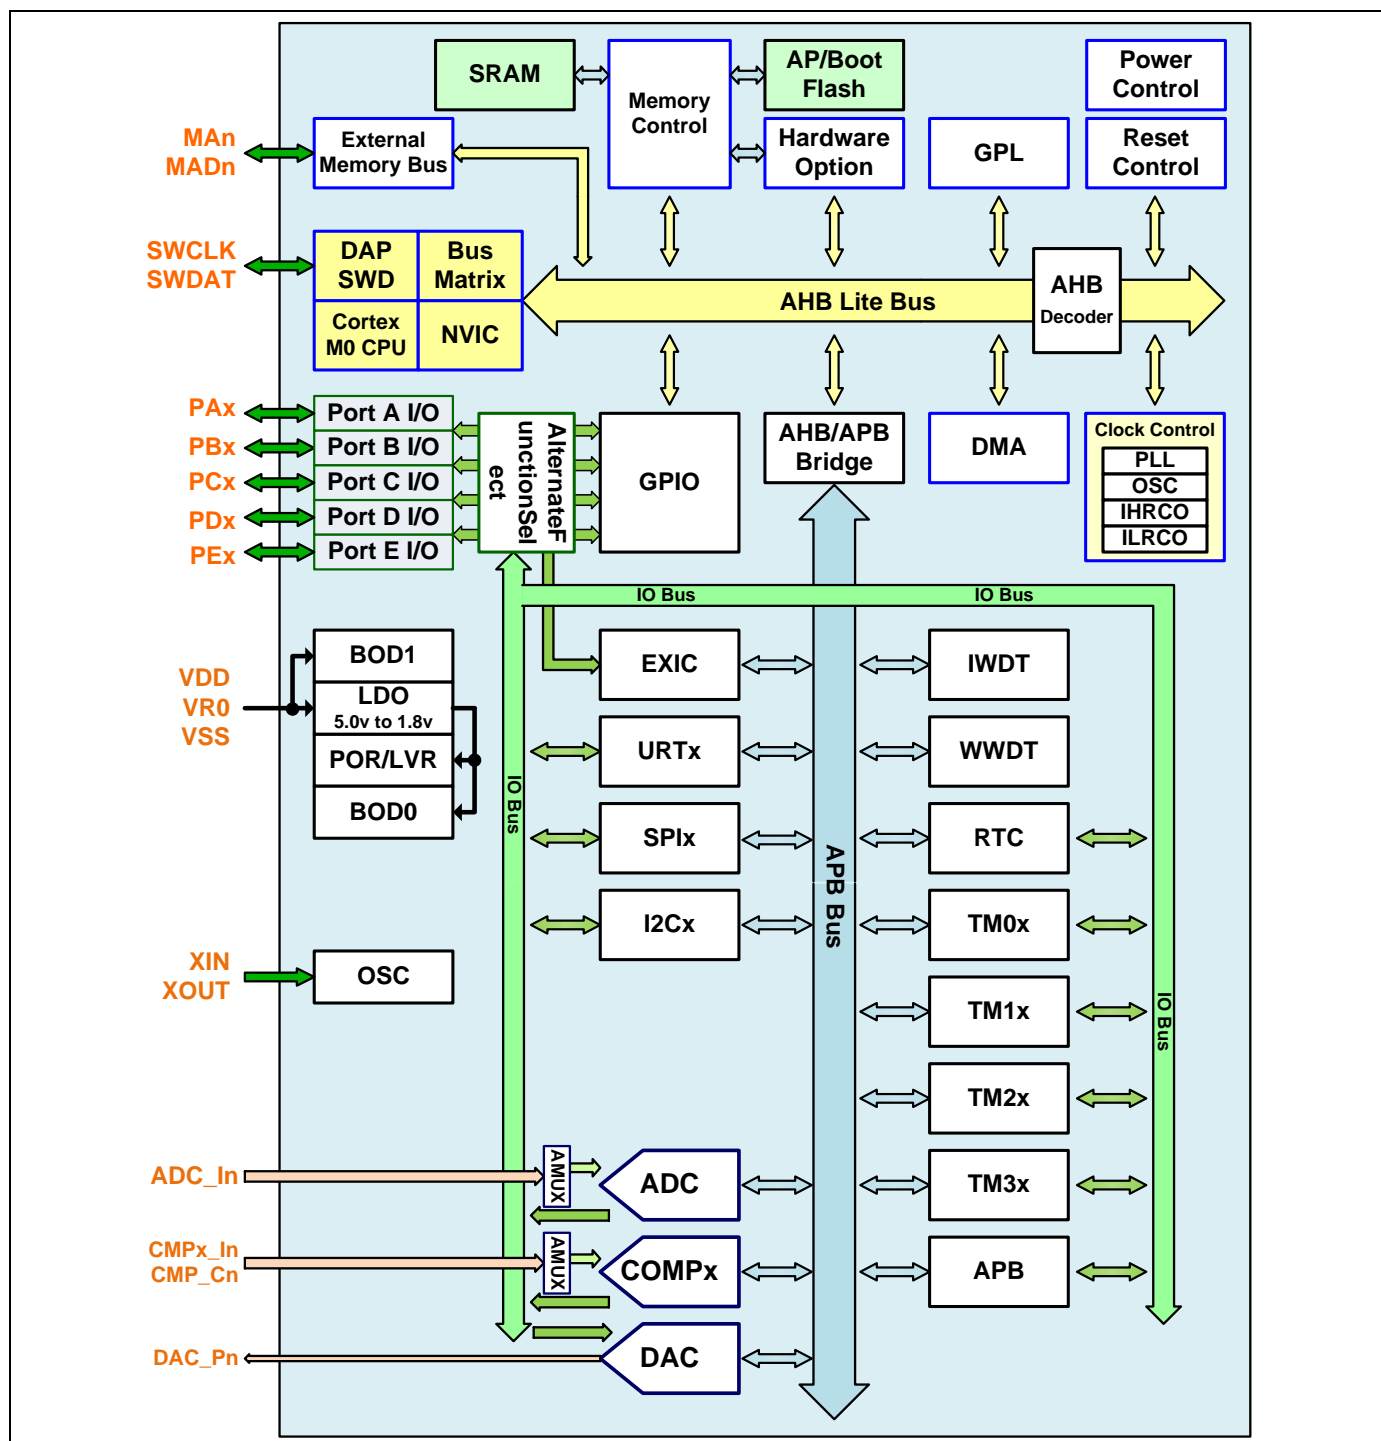 SRAM
Memory
Control
AP/Boot
Flash
Power
Control
MAn
MADn
External
Memory Bus
Hardware
Option
GPL
Reset
Control
SWCLK
SWDAT
DAP
SWD
Bus
Matrix
Cortex
M0 CPU
NVIC
AHB Lite Bus
AHB
Decoder
PAx
PBx
PCx
PDx
PEx
Port A I/O
Port B I/O
Port C I/O
Port D I/O
Port E I/O
AlternateF
unctionSel
ect
GPIO
AHB/APB
Bridge
DMA
Clock Control
PLL
OSC
IHRCO
ILRCO
IO Bus
IO Bus
VDD
VR0
VSS
BOD1
LDO
5.0v to 1.8v
POR/LVR
BOD0
IO Bus
EXIC
URTx
SPIx
I2Cx
APB Bus
IWDT
WWDT
RTC
TM0x
TM1x
TM2x
TM3x
APB
IO Bus
XIN
XOUT
OSC
ADC_In
AMUX
ADC
CMPx_In
CMP_Cn
AMUX
COMPx
DAC_Pn
DAC